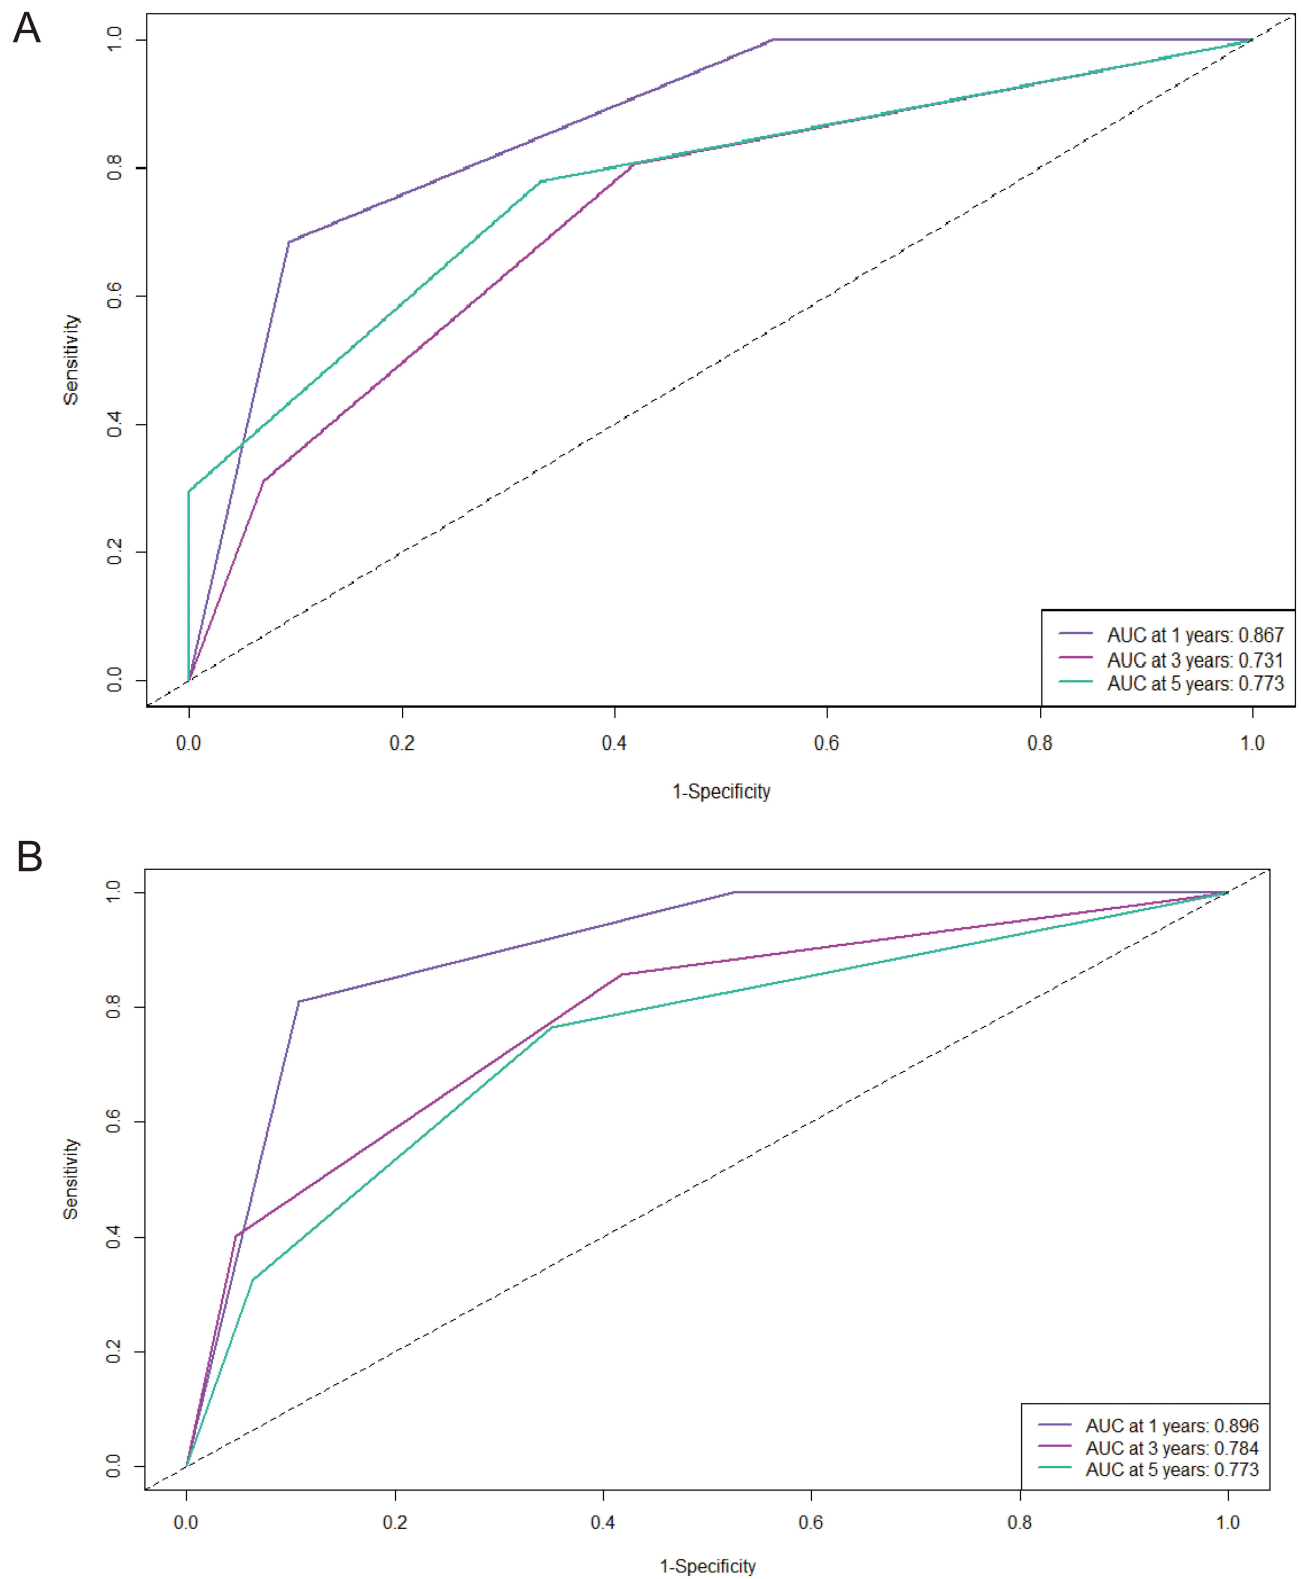 A
1.0
0.8
0.6
0.4
0.2
0.0
Sensitivity
AUC at 1 years: 0.867
AUC at 3 years: 0.731
AUC at 5 years: 0.773
0.0 0.2 0.4 0.6 0.8 1.0
1-Specificity
B
1.0
0.8
0.6
0.4
0.2
0.0
Sensitivity
AUC at 1 years: 0.896
AUC at 3 years: 0.784
AUC at 5 years: 0.773
0.0 0.2 0.4 0.6 0.8 1.0
1-Specificity